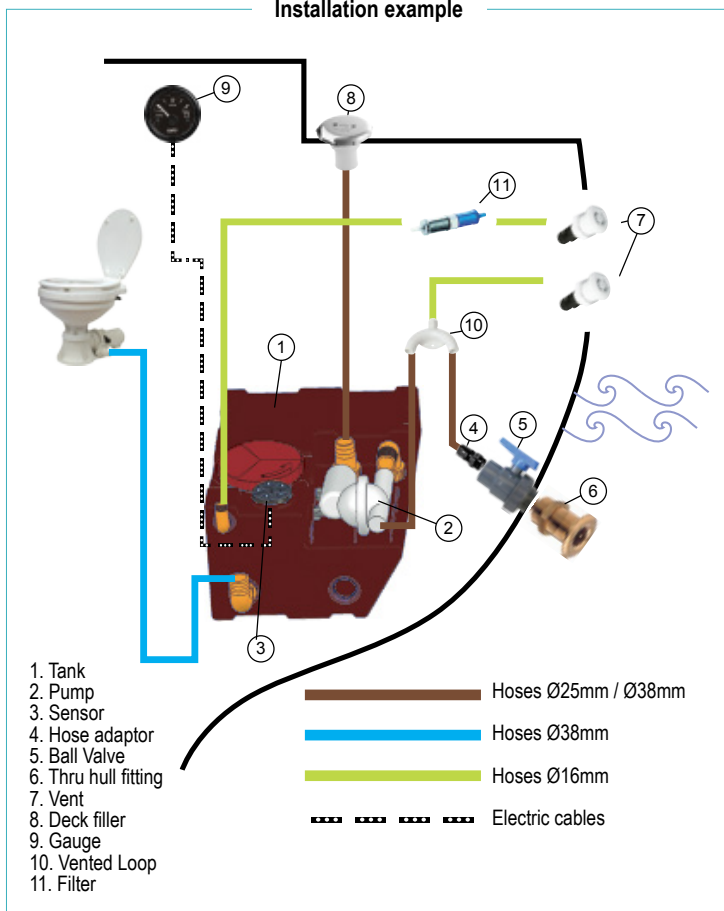 Installation example
9
8
11
7
10
1
4
5
6
2
3
1. Tank
2. Pump
3. Sensor
4. Hose adaptor
5. Ball Valve
6. Thru hull fitting
7. Vent
8. Deck filler
9. Gauge
10. Vented Loop
11. Filter
Hoses Ø25mm / Ø38mm
Hoses Ø38mm
Hoses Ø16mm
Electric cables